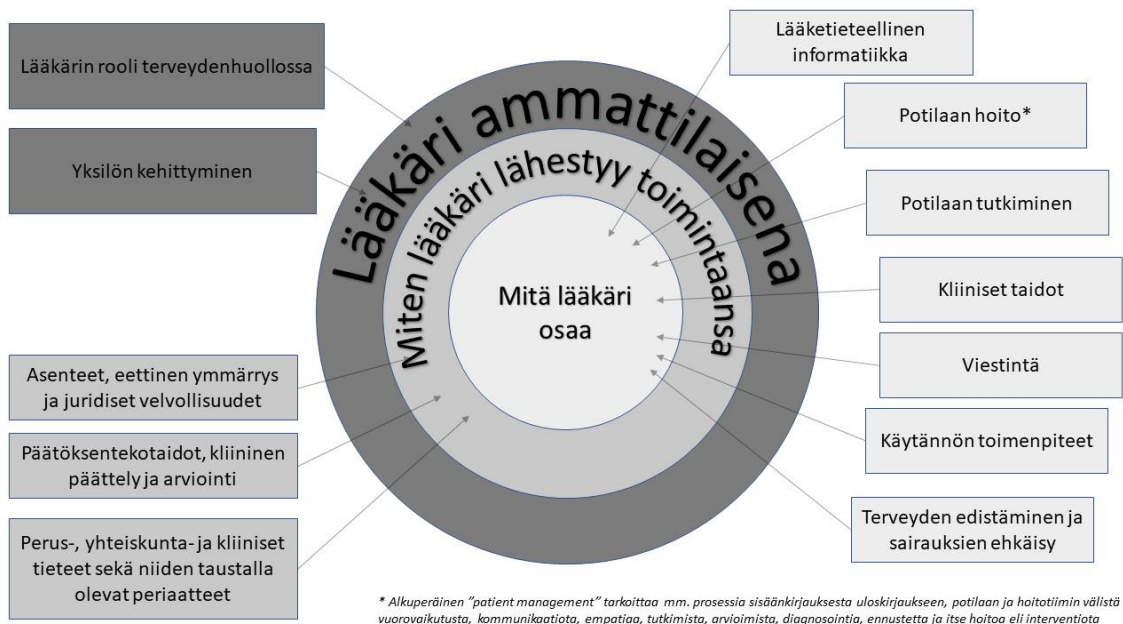 Lääkärin rooli terveydenhuollossa
Yksilön kehittyminen
Asenteet, eettinen ymmärrys
ja juridiset velvollisuudet
Päätöksentekotaidot, kliininen
päättely ja arviointi
Perus-, yhteiskunta- ja kliiniset
tieteet sekä niiden taustalla
olevat periaatteet
Lääkäri ammattilaisena
Miten lääkäri lähestyy toimintaansa
Mitä lääkäri
osaa
Lääketieteellinen
informatiikka
Potilaan hoito*
Potilaan tutkiminen
Kliiniset taidot
Viestintä
Käytännön toimenpiteet
Terveyden edistäminen ja
sairauksien ehkäisy
* Alkuperäinen ”patient management” tarkoittaa mm. prosessia sisäänkirjauksesta uloskirjaukseen, potilaan ja hoitotiimin välistä
vuorovaikutusta, kommunikaatiota, empatiaa, tutkimista, arvioimista, diagnosointia, ennustetta ja itse hoitoa eli interventiota